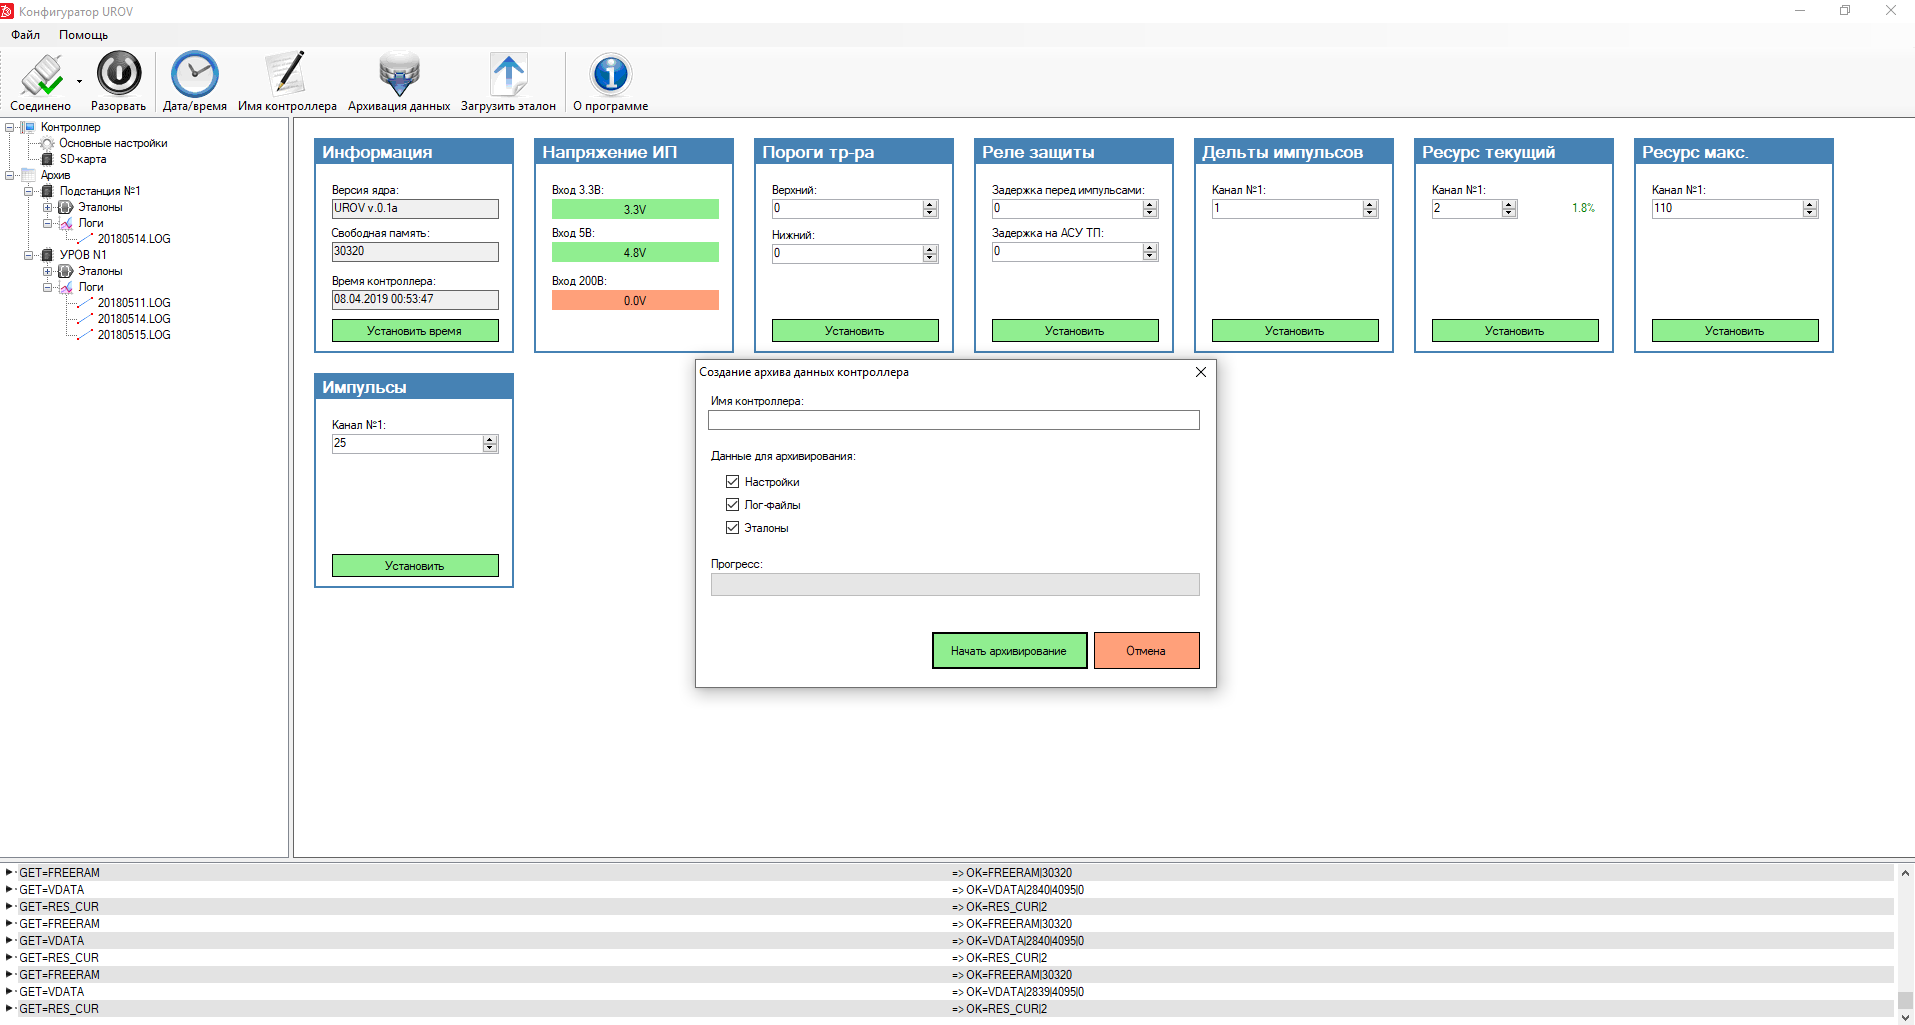 Конфигуратор UROV
Файл Помощь
Соединено Разорвать Дата/время Имя контроллера Архивация данных Загрузить эталон О программе
Контроллер
Основные настройки
SD-карта
Архив
Подстанция №1
Эталоны
Логи
20180514.LOG
УРОВ N1
Эталоны
Логи
20180511.LOG
20180514.LOG
20180515.LOG
Информация
Версия ядра:
UROV v.0.1a
Свободная память:
30320
Время контроллера:
08.04.2019 00:53:47
Установить время
Напряжение ИП
Вход 3.3В:
3.3V
Вход 5В:
4.8V
Вход 200В:
0.0V
Пороги тр-ра
Верхний:
0
Нижний:
0
Установить
Реле защиты
Задержка перед импульсами:
0
Задержка на АСУ ТП:
0
Установить
Дельты импульсов
Канал №1:
1
Установить
Ресурс текущий
Канал №1:
2 1.8%
Установить
Ресурс макс.
Канал №1:
110
Установить
Импульсы
Канал №1:
25
Установить
Создание архива данных контроллера
Имя контроллера:
Данные для архивирования:
Настройки
Лог-файлы
Эталоны
Прогресс:
Начать архивирование Отмена
GET=FREERAM => OK=FREERAM|30320
GET=VDATA => OK=VDATA|2840|4095|0
GET=RES_CUR => OK=RES_CUR|2
GET=FREERAM => OK=FREERAM|30320
GET=VDATA => OK=VDATA|2840|4095|0
GET=RES_CUR => OK=RES_CUR|2
GET=FREERAM => OK=FREERAM|30320
GET=VDATA => OK=VDATA|2839|4095|0
GET=RES_CUR => OK=RES_CUR|2